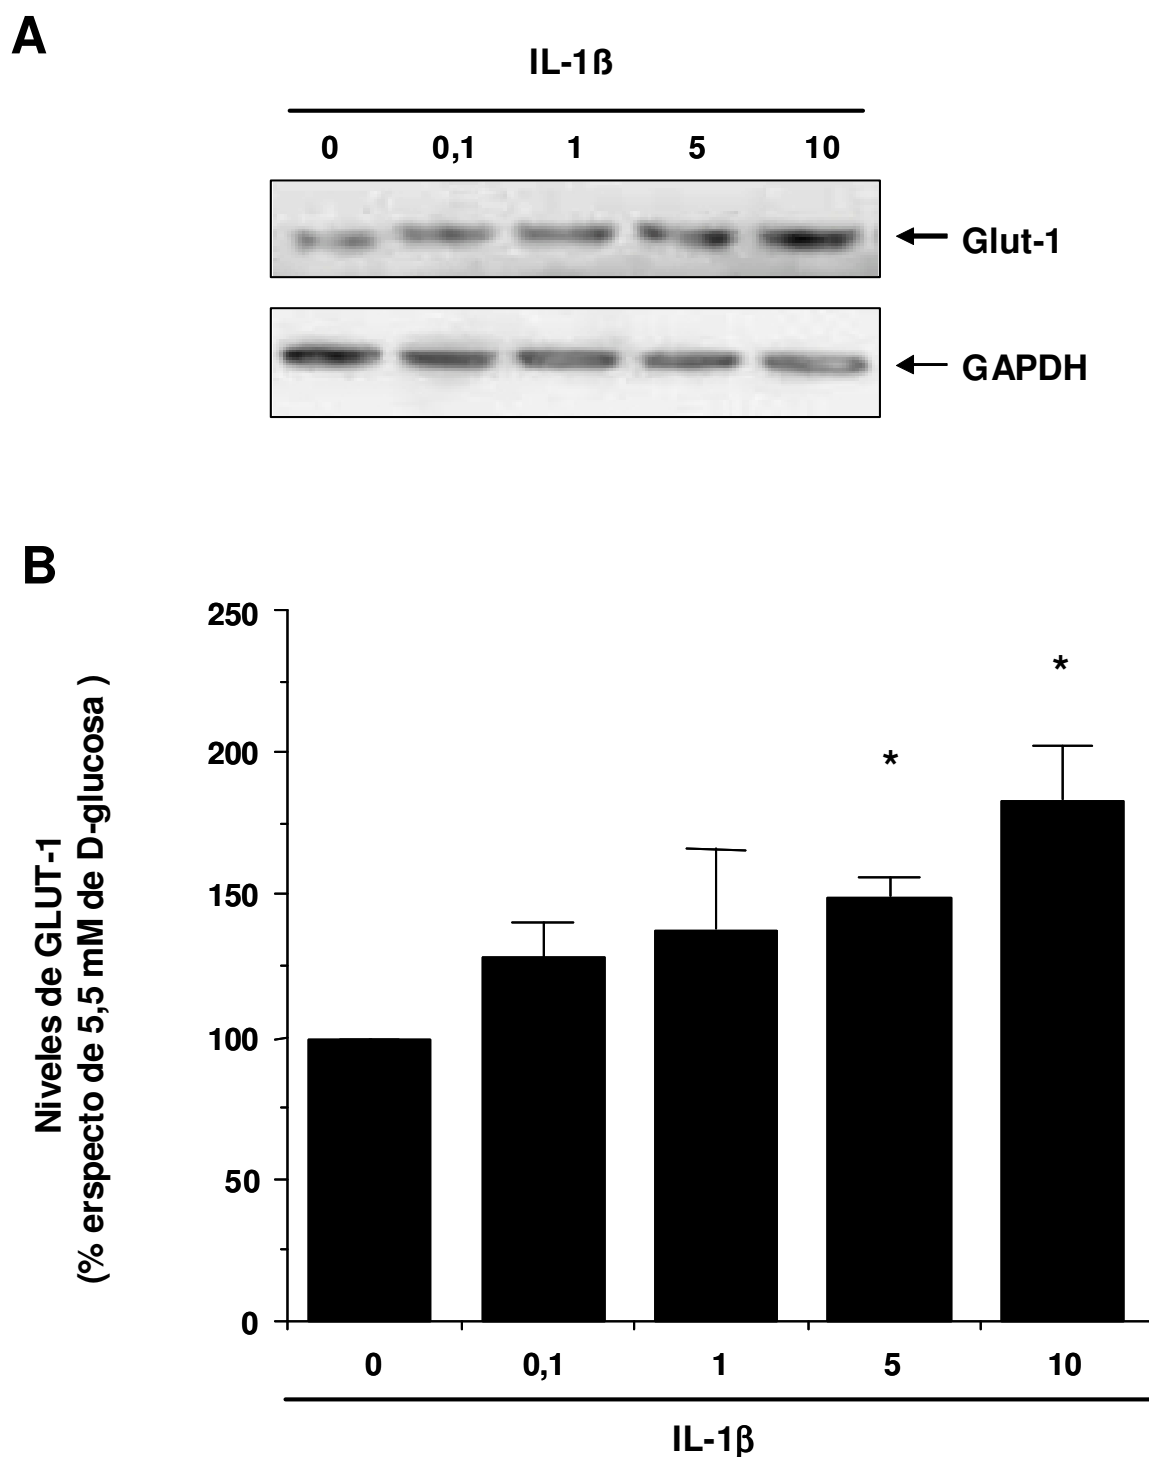 A
IL-1ß
0 0,1 1 5 10
Glut-1
GAPDH
B
Niveles de GLUT-1
(% erspecto de 5,5 mM de D-glucosa )
250
*
200
*
150
100
50
0
0 0,1 1 5 10
IL-1β